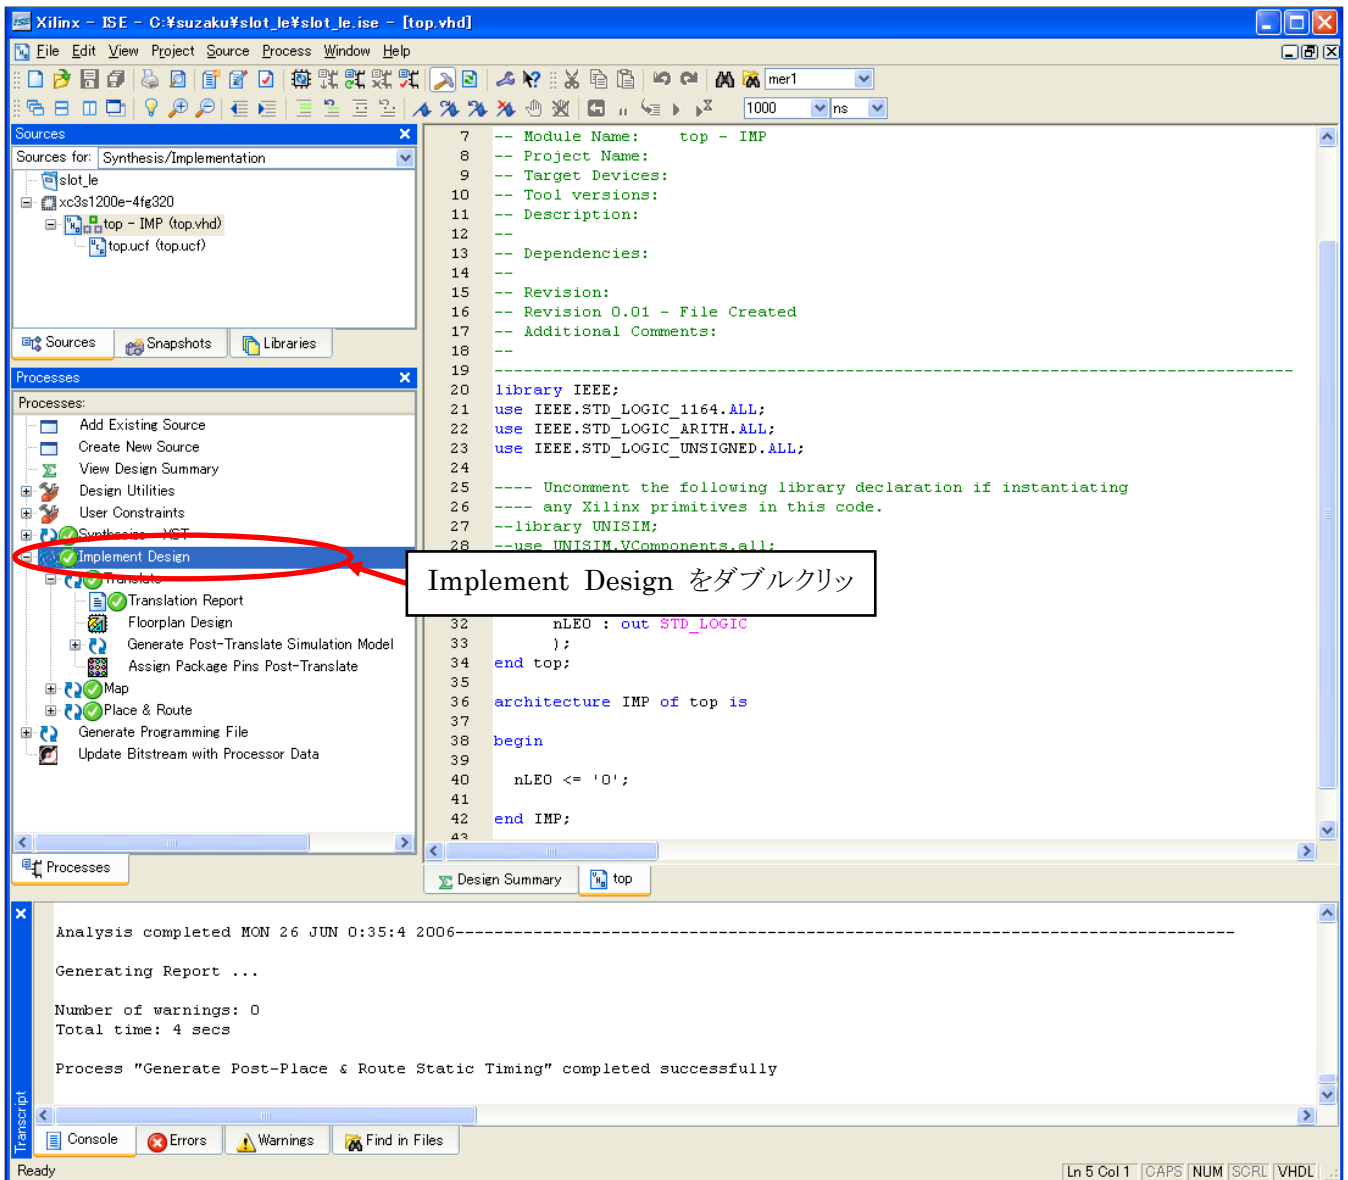 Xilinx - ISE - C:¥suzaku¥slot_le¥slot_le.ise - [top.vhd]
File Edit View Project Source Process Window Help
mer1
1000 ns
Sources
Sources for: Synthesis/Implementation
slot_le
xc3s1200e-4fg320
top - IMP (top.vhd)
top.ucf (top.ucf)
Sources Snapshots Libraries
Processes
Processes:
Add Existing Source
Create New Source
View Design Summary
Design Utilities
User Constraints
Synthesize - XST
Implement Design
Translate
Translation Report
Floorplan Design
Generate Post-Translate Simulation Model
Assign Package Pins Post-Translate
Map
Place & Route
Generate Programming File
Update Bitstream with Processor Data
Processes
7 -- Module Name: top - IMP
8 -- Project Name:
9 -- Target Devices:
10 -- Tool versions:
11 -- Description:
12 --
13 -- Dependencies:
14 --
15 -- Revision:
16 -- Revision 0.01 - File Created
17 -- Additional Comments:
18 --
19 ----------------------------------------------------------------------------------
20 library IEEE;
21 use IEEE.STD_LOGIC_1164.ALL;
22 use IEEE.STD_LOGIC_ARITH.ALL;
23 use IEEE.STD_LOGIC_UNSIGNED.ALL;
24
25 ---- Uncomment the following library declaration if instantiating
26 ---- any Xilinx primitives in this code.
27 --library UNISIM;
28 --use UNISIM.VComponents.all;
Implement Design をダブルクリッ
32 nLE0 : out STD_LOGIC
33 );
34 end top;
35
36 architecture IMP of top is
37
38 begin
39
40 nLE0 <= '0';
41
42 end IMP;
43
Design Summary top
Analysis completed MON 26 JUN 0:35:4 2006--------------------------------------------------------------------------------
Generating Report ...
Number of warnings: 0
Total time: 4 secs
Process "Generate Post-Place & Route Static Timing" completed successfully
Transcript
Console Errors Warnings Find in Files
Ready Ln 5 Col 1 CAPS NUM SCRL VHDL